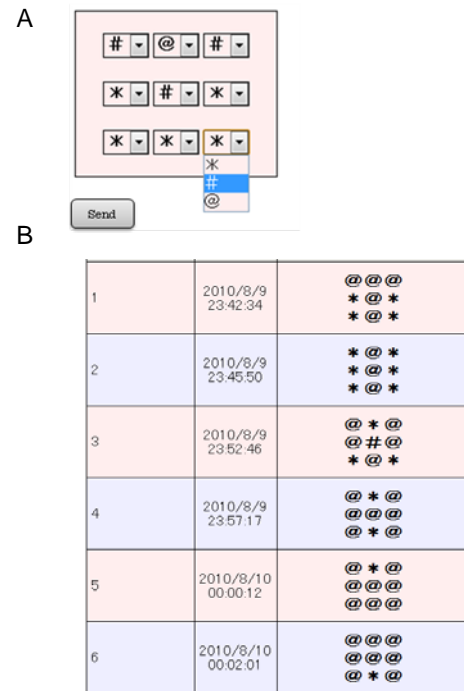 A
# @ #
* # *
* * *
*
#
@
Send
B
1
2010/8/9
23:42:34
@@@
* @ *
* @ *
2
2010/8/9
23:45:50
* @ *
* @ *
* @ *
3
2010/8/9
23:52:46
@ * @
@#@
* @ *
4
2010/8/9
23:57:17
@ * @
@@@
@ * @
5
2010/8/10
00:00:12
@ * @
@@@
@@@
6
2010/8/10
00:02:01
@@@
@@@
@ * @